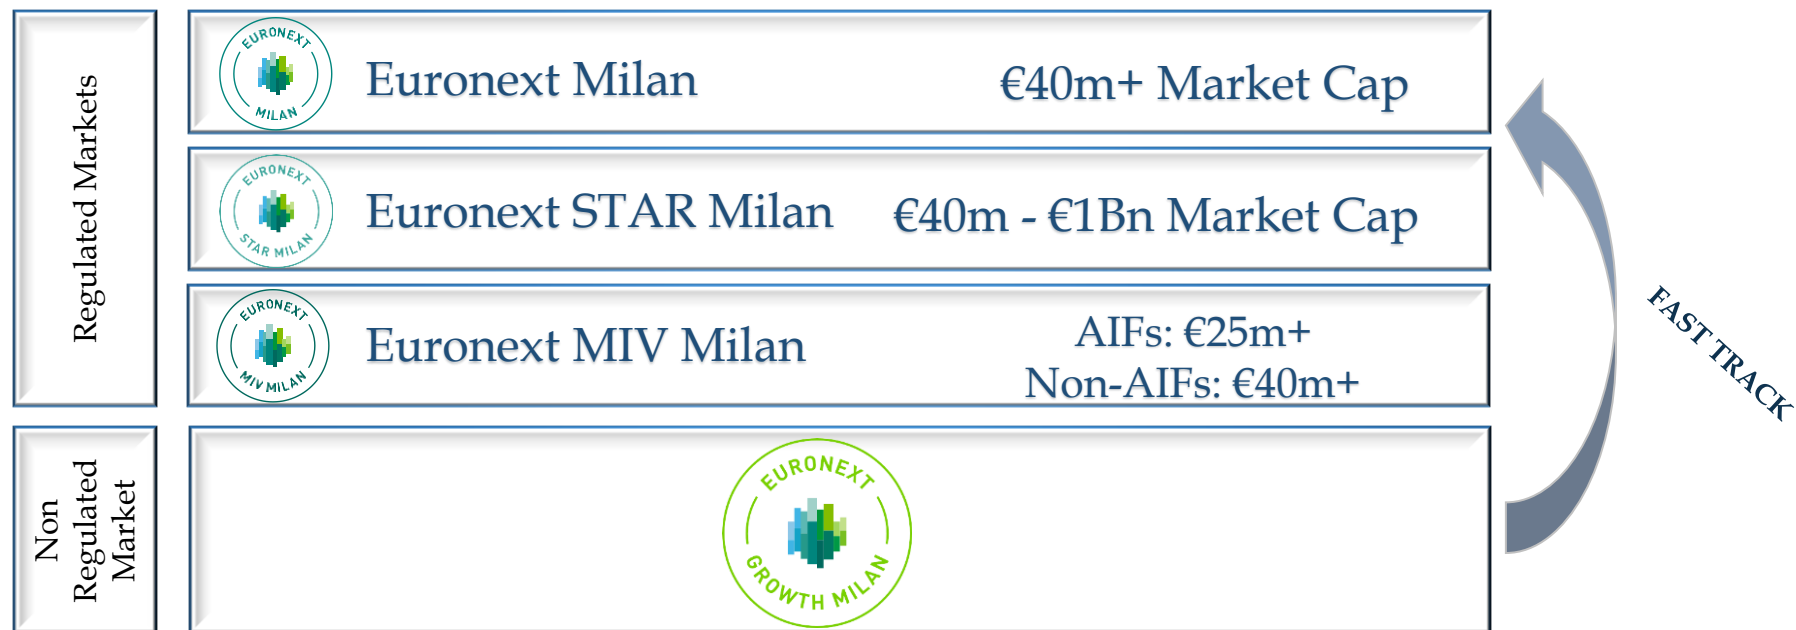 Regulated Markets
EURONEXT
MILAN
Euronext Milan
€40m+ Market Cap
EURONEXT
STAR MILAN
Euronext STAR Milan
€40m - €1Bn Market Cap
EURONEXT
MIV MILAN
Euronext MIV Milan
AIFs: €25m+
Non-AIFs: €40m+
FAST TRACK
Non
Regulated
Market
EURONEXT
GROWTH MILAN